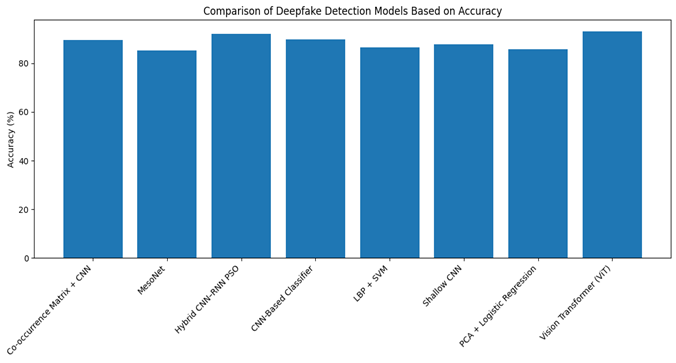 Comparison of Deepfake Detection Models Based on Accuracy
Accuracy (%)
80
60
40
20
0
Co-occurrence Matrix + CNN
MesoNet
Hybrid CNN-RNN PSO
CNN-Based Classifier
LBP + SVM
Shallow CNN
PCA + Logistic Regression
Vision Transformer (ViT)